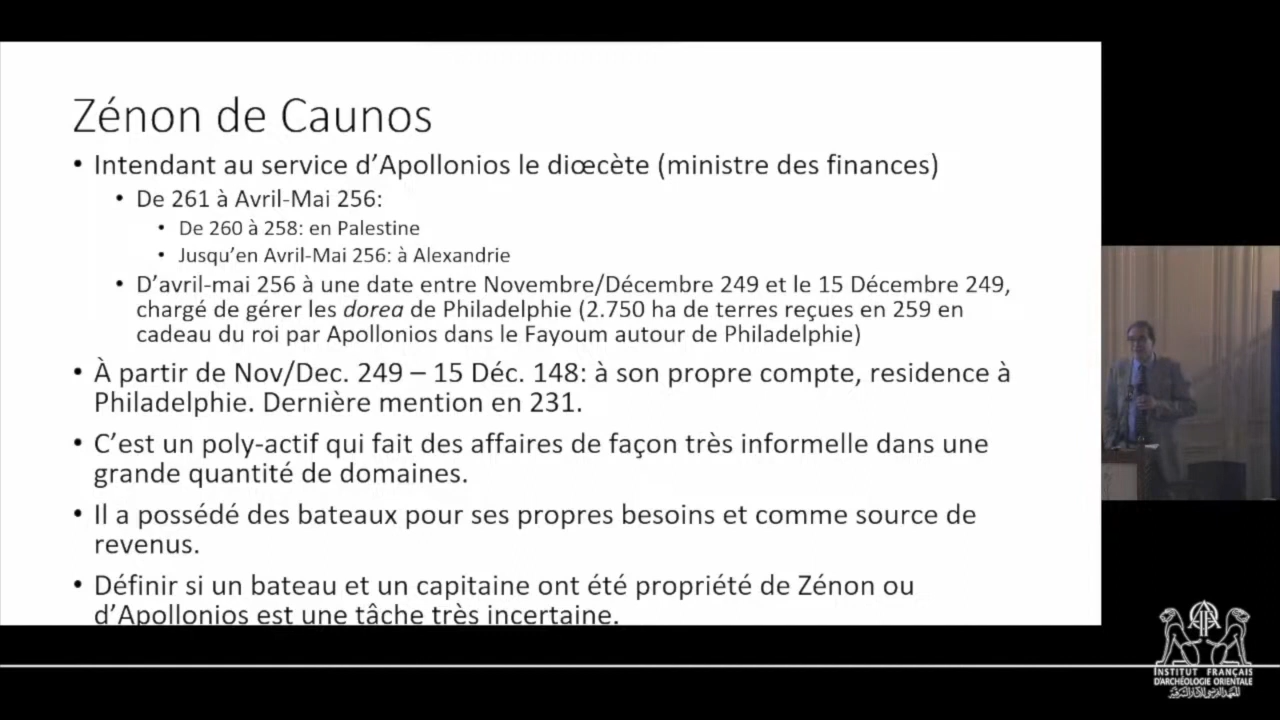 Zénon de Caunos
• Intendant au service d’Apollonios le diœcète (ministre des finances)
• De 261 à Avril-Mai 256:
• De 260 à 258: en Palestine
• Jusqu’en Avril-Mai 256: à Alexandrie
• D’avril-mai 256 à une date entre Novembre/Décembre 249 et le 15 Décembre 249,
chargé de gérer les dorea de Philadelphie (2.750 ha de terres reçues en 259 en
cadeau du roi par Apollonios dans le Fayoum autour de Philadelphie)
• À partir de Nov/Dec. 249 – 15 Déc. 148: à son propre compte, residence à
Philadelphie. Dernière mention en 231.
• C’est un poly-actif qui fait des affaires de façon très informelle dans une
grande quantité de domaines.
• Il a possédé des bateaux pour ses propres besoins et comme source de
revenus.
• Définir si un bateau et un capitaine ont été propriété de Zénon ou
d’Apollonios est une tâche très incertaine.
INSTITUT FRANÇAIS
D’ARCHÉOLOGIE ORIENTALE